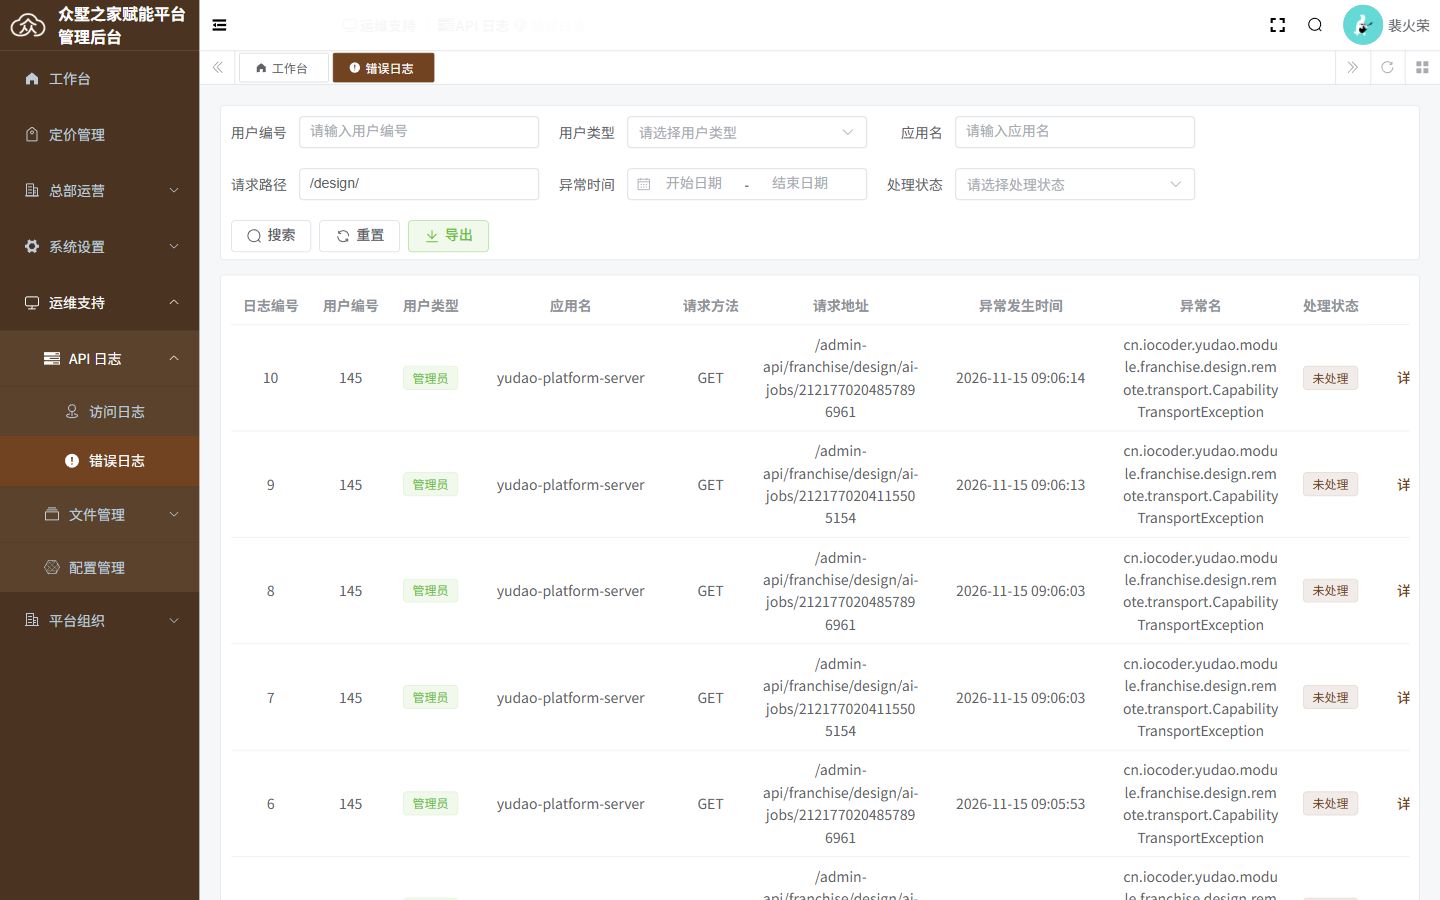 众墅之家赋能平台
管理后台
裴火荣
工作台
错误日志
工作台
定价管理
总部运营
系统设置
运维支持
API 日志
访问日志
错误日志
文件管理
配置管理
平台组织
用户编号 请输入用户编号 用户类型 请选择用户类型 应用名 请输入应用名
请求路径 /design/ 异常时间 开始日期 - 结束日期 处理状态 请选择处理状态
搜索 重置 导出
日志编号 用户编号 用户类型 应用名 请求方法 请求地址 异常发生时间 异常名 处理状态
10 145 管理员 yudao-platform-server GET
/admin-
api/franchise/design/ai-
jobs/212177020485789
6961
2026-11-15 09:06:14
cn.iocoder.yudao.modu
le.franchise.design.rem
ote.transport.Capability
TransportException
未处理 详
9 145 管理员 yudao-platform-server GET
/admin-
api/franchise/design/ai-
jobs/212177020411550
5154
2026-11-15 09:06:13
cn.iocoder.yudao.modu
le.franchise.design.rem
ote.transport.Capability
TransportException
未处理 详
8 145 管理员 yudao-platform-server GET
/admin-
api/franchise/design/ai-
jobs/212177020485789
6961
2026-11-15 09:06:03
cn.iocoder.yudao.modu
le.franchise.design.rem
ote.transport.Capability
TransportException
未处理 详
7 145 管理员 yudao-platform-server GET
/admin-
api/franchise/design/ai-
jobs/212177020411550
5154
2026-11-15 09:06:03
cn.iocoder.yudao.modu
le.franchise.design.rem
ote.transport.Capability
TransportException
未处理 详
6 145 管理员 yudao-platform-server GET
/admin-
api/franchise/design/ai-
jobs/212177020485789
6961
2026-11-15 09:05:53
cn.iocoder.yudao.modu
le.franchise.design.rem
ote.transport.Capability
TransportException
未处理 详
/admin-
api/franchise/design/ai-
cn.iocoder.yudao.modu
le.franchise.design.rem